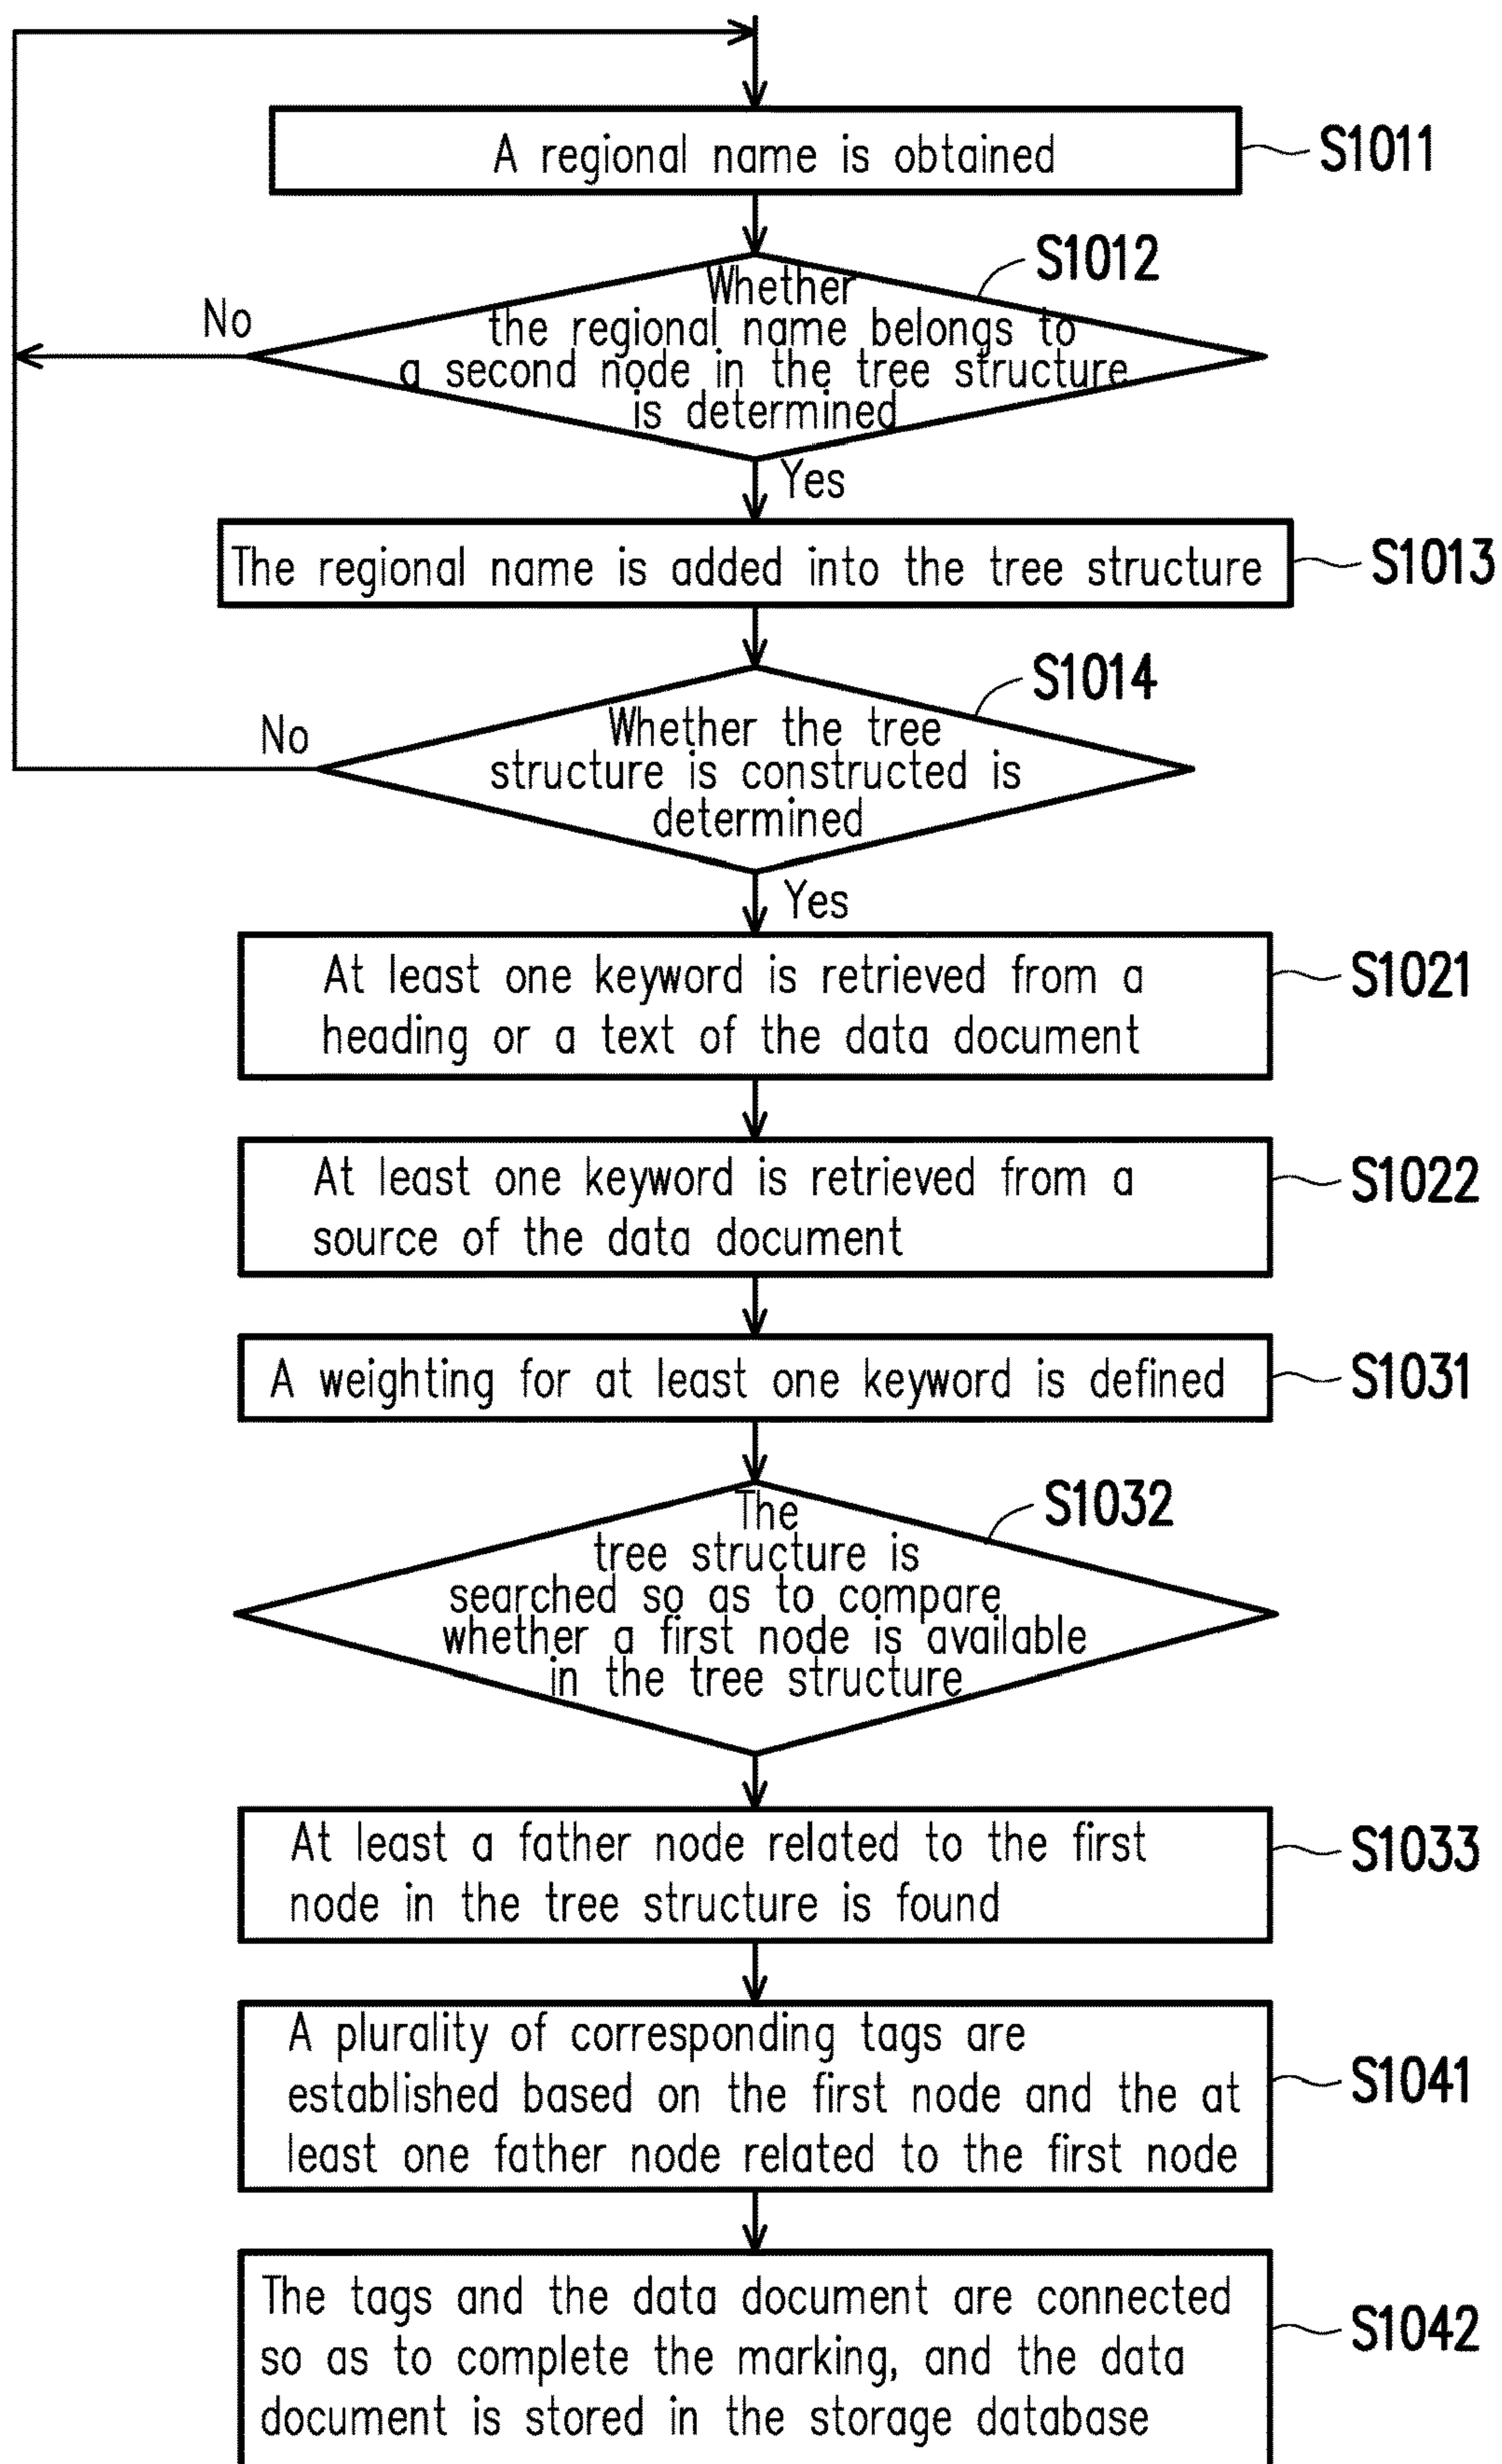 A regional name is obtained
S1011
S1012
Whether
the regional name belongs to
a second node in the tree structure
is determined
No
Yes
The regional name is added into the tree structure
S1013
S1014
Whether the tree
structure is constructed is
determined
No
Yes
At least one keyword is retrieved from a
heading or a text of the data document
S1021
At least one keyword is retrieved from a
source of the data document
S1022
A weighting for at least one keyword is defined
S1031
S1032
The
tree structure is
searched so as to compare
whether a first node is available
in the tree structure
At least a father node related to the first
node in the tree structure is found
S1033
A plurality of corresponding tags are
established based on the first node and the at
least one father node related to the first node
S1041
The tags and the data document are connected
so as to complete the marking, and the data
document is stored in the storage database
S1042